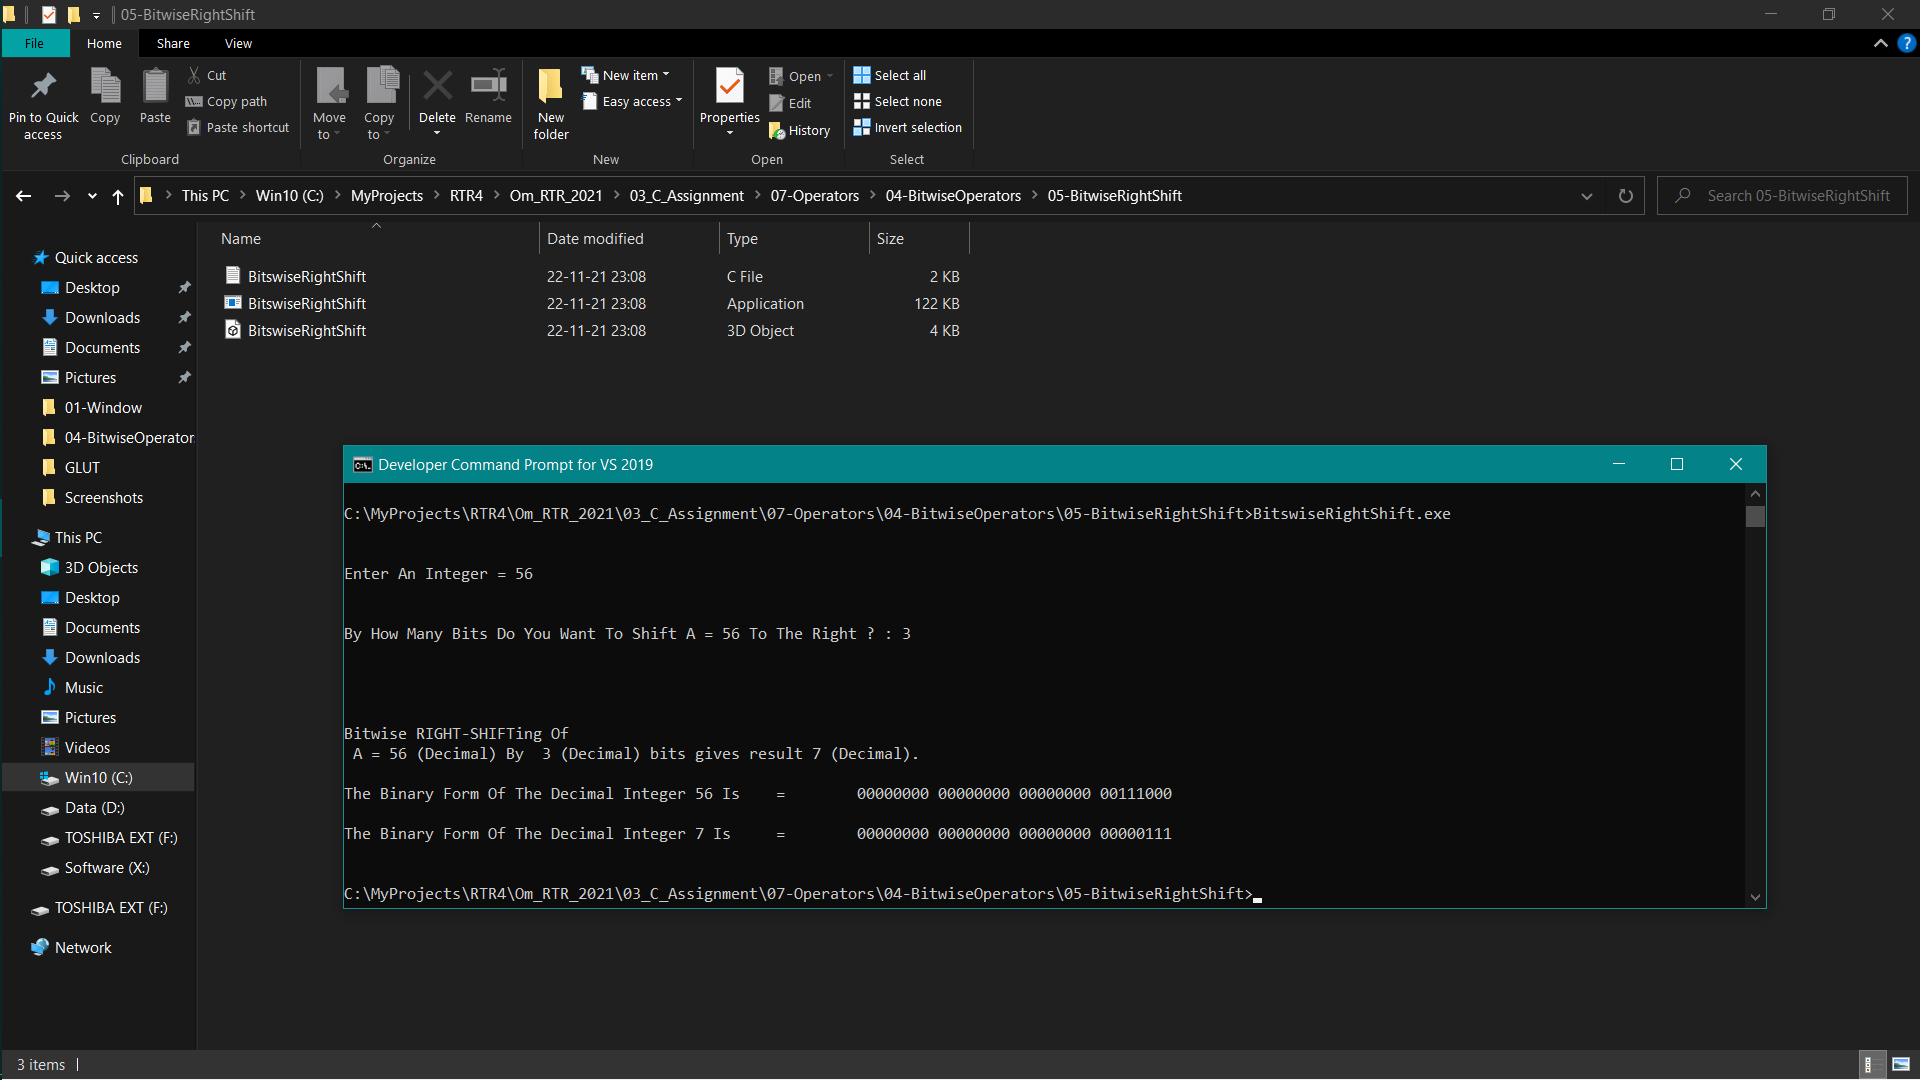 05-BitwiseRightShift
File Home Share View
Pin to Quick access
Copy
Paste
Cut
Copy path
Paste shortcut
Clipboard
Move to
Copy to
Delete
Rename
Organize
New folder
New item
Easy access
New
Properties
Open
Edit
History
Open
Select all
Select none
Invert selection
Select
This PC > Win10 (C:) > MyProjects > RTR4 > Om_RTR_2021 > 03_C_Assignment > 07-Operators > 04-BitwiseOperators > 05-BitwiseRightShift
Search 05-BitwiseRightShift
Name Date modified Type Size
BitswiseRightShift 22-11-21 23:08 C File 2 KB
BitswiseRightShift 22-11-21 23:08 Application 122 KB
BitswiseRightShift 22-11-21 23:08 3D Object 4 KB
Quick access
Desktop
Downloads
Documents
Pictures
01-Window
04-BitwiseOperator
GLUT
Screenshots
This PC
3D Objects
Desktop
Documents
Downloads
Music
Pictures
Videos
Win10 (C:)
Data (D:)
TOSHIBA EXT (F:)
Software (X:)
TOSHIBA EXT (F:)
Network
Developer Command Prompt for VS 2019
C:\MyProjects\RTR4\Om_RTR_2021\03_C_Assignment\07-Operators\04-BitwiseOperators\05-BitwiseRightShift>BitswiseRightShift.exe
Enter An Integer = 56
By How Many Bits Do You Want To Shift A = 56 To The Right ? : 3
Bitwise RIGHT-SHIFTing Of
A = 56 (Decimal) By  3 (Decimal) bits gives result 7 (Decimal).
The Binary Form Of The Decimal Integer 56 Is    =        00000000 00000000 00000000 00111000
The Binary Form Of The Decimal Integer 7 Is     =        00000000 00000000 00000000 00000111
C:\MyProjects\RTR4\Om_RTR_2021\03_C_Assignment\07-Operators\04-BitwiseOperators\05-BitwiseRightShift>
3 items